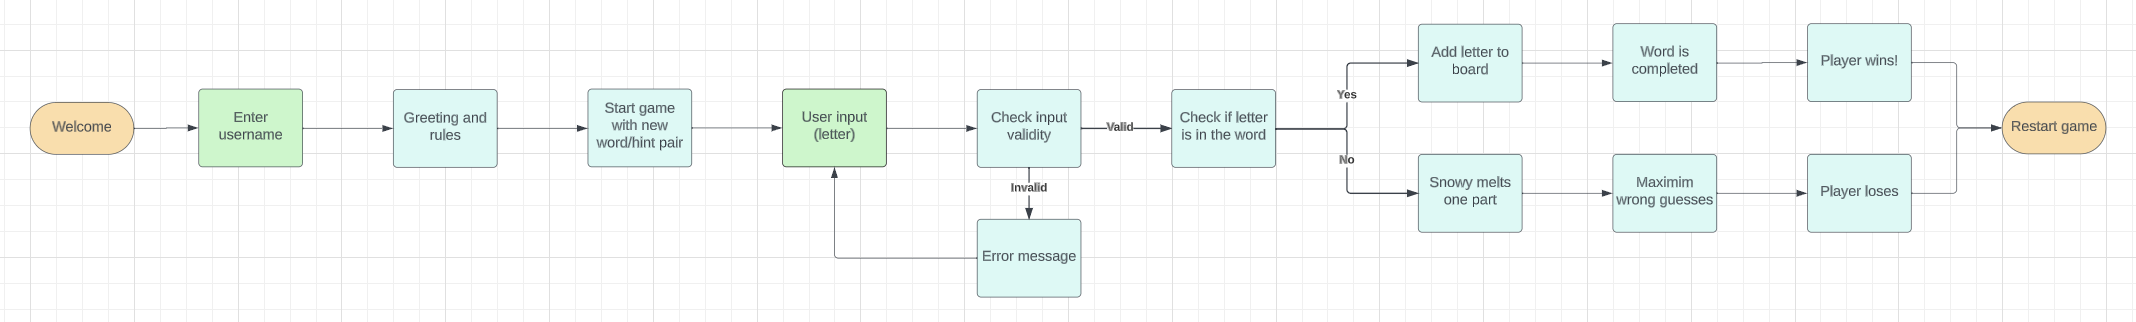 Welcome
Enter
username
Greeting and
rules
Start game
with new
word/hint pair
User input
(letter)
Check input
validity
Valid
Invalid
Error message
Check if letter
is in the word
Yes
No
Add letter to
board
Word is
completed
Player wins!
Snowy melts
one part
Maximim
wrong guesses
Player loses
Restart game